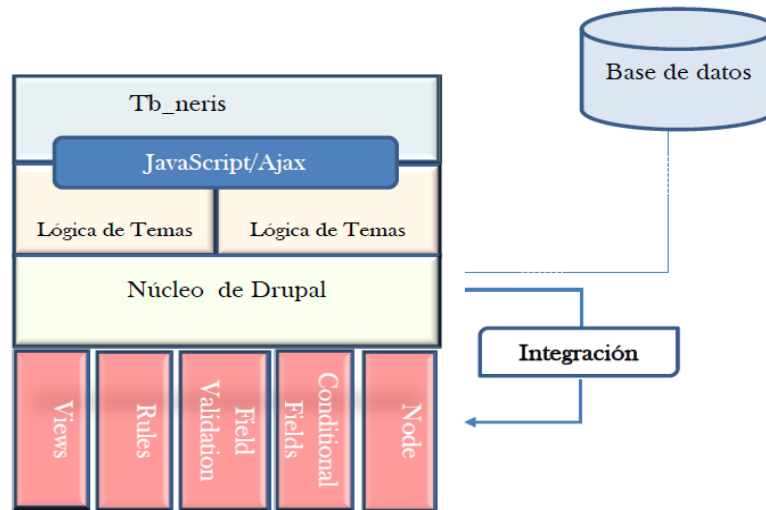 Base de datos
Tb_neris
JavaScript/Ajax
Lógica de Temas
Lógica de Temas
Núcleo de Drupal
Integración
Views
Rules
Field
Validation
Conditional
Fields
Node